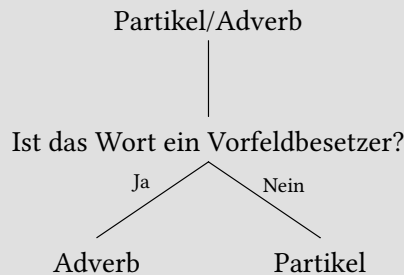 Partikel/Adverb
Ist das Wort ein Vorfeldbesetzer?
Ja Nein
Adverb Partikel